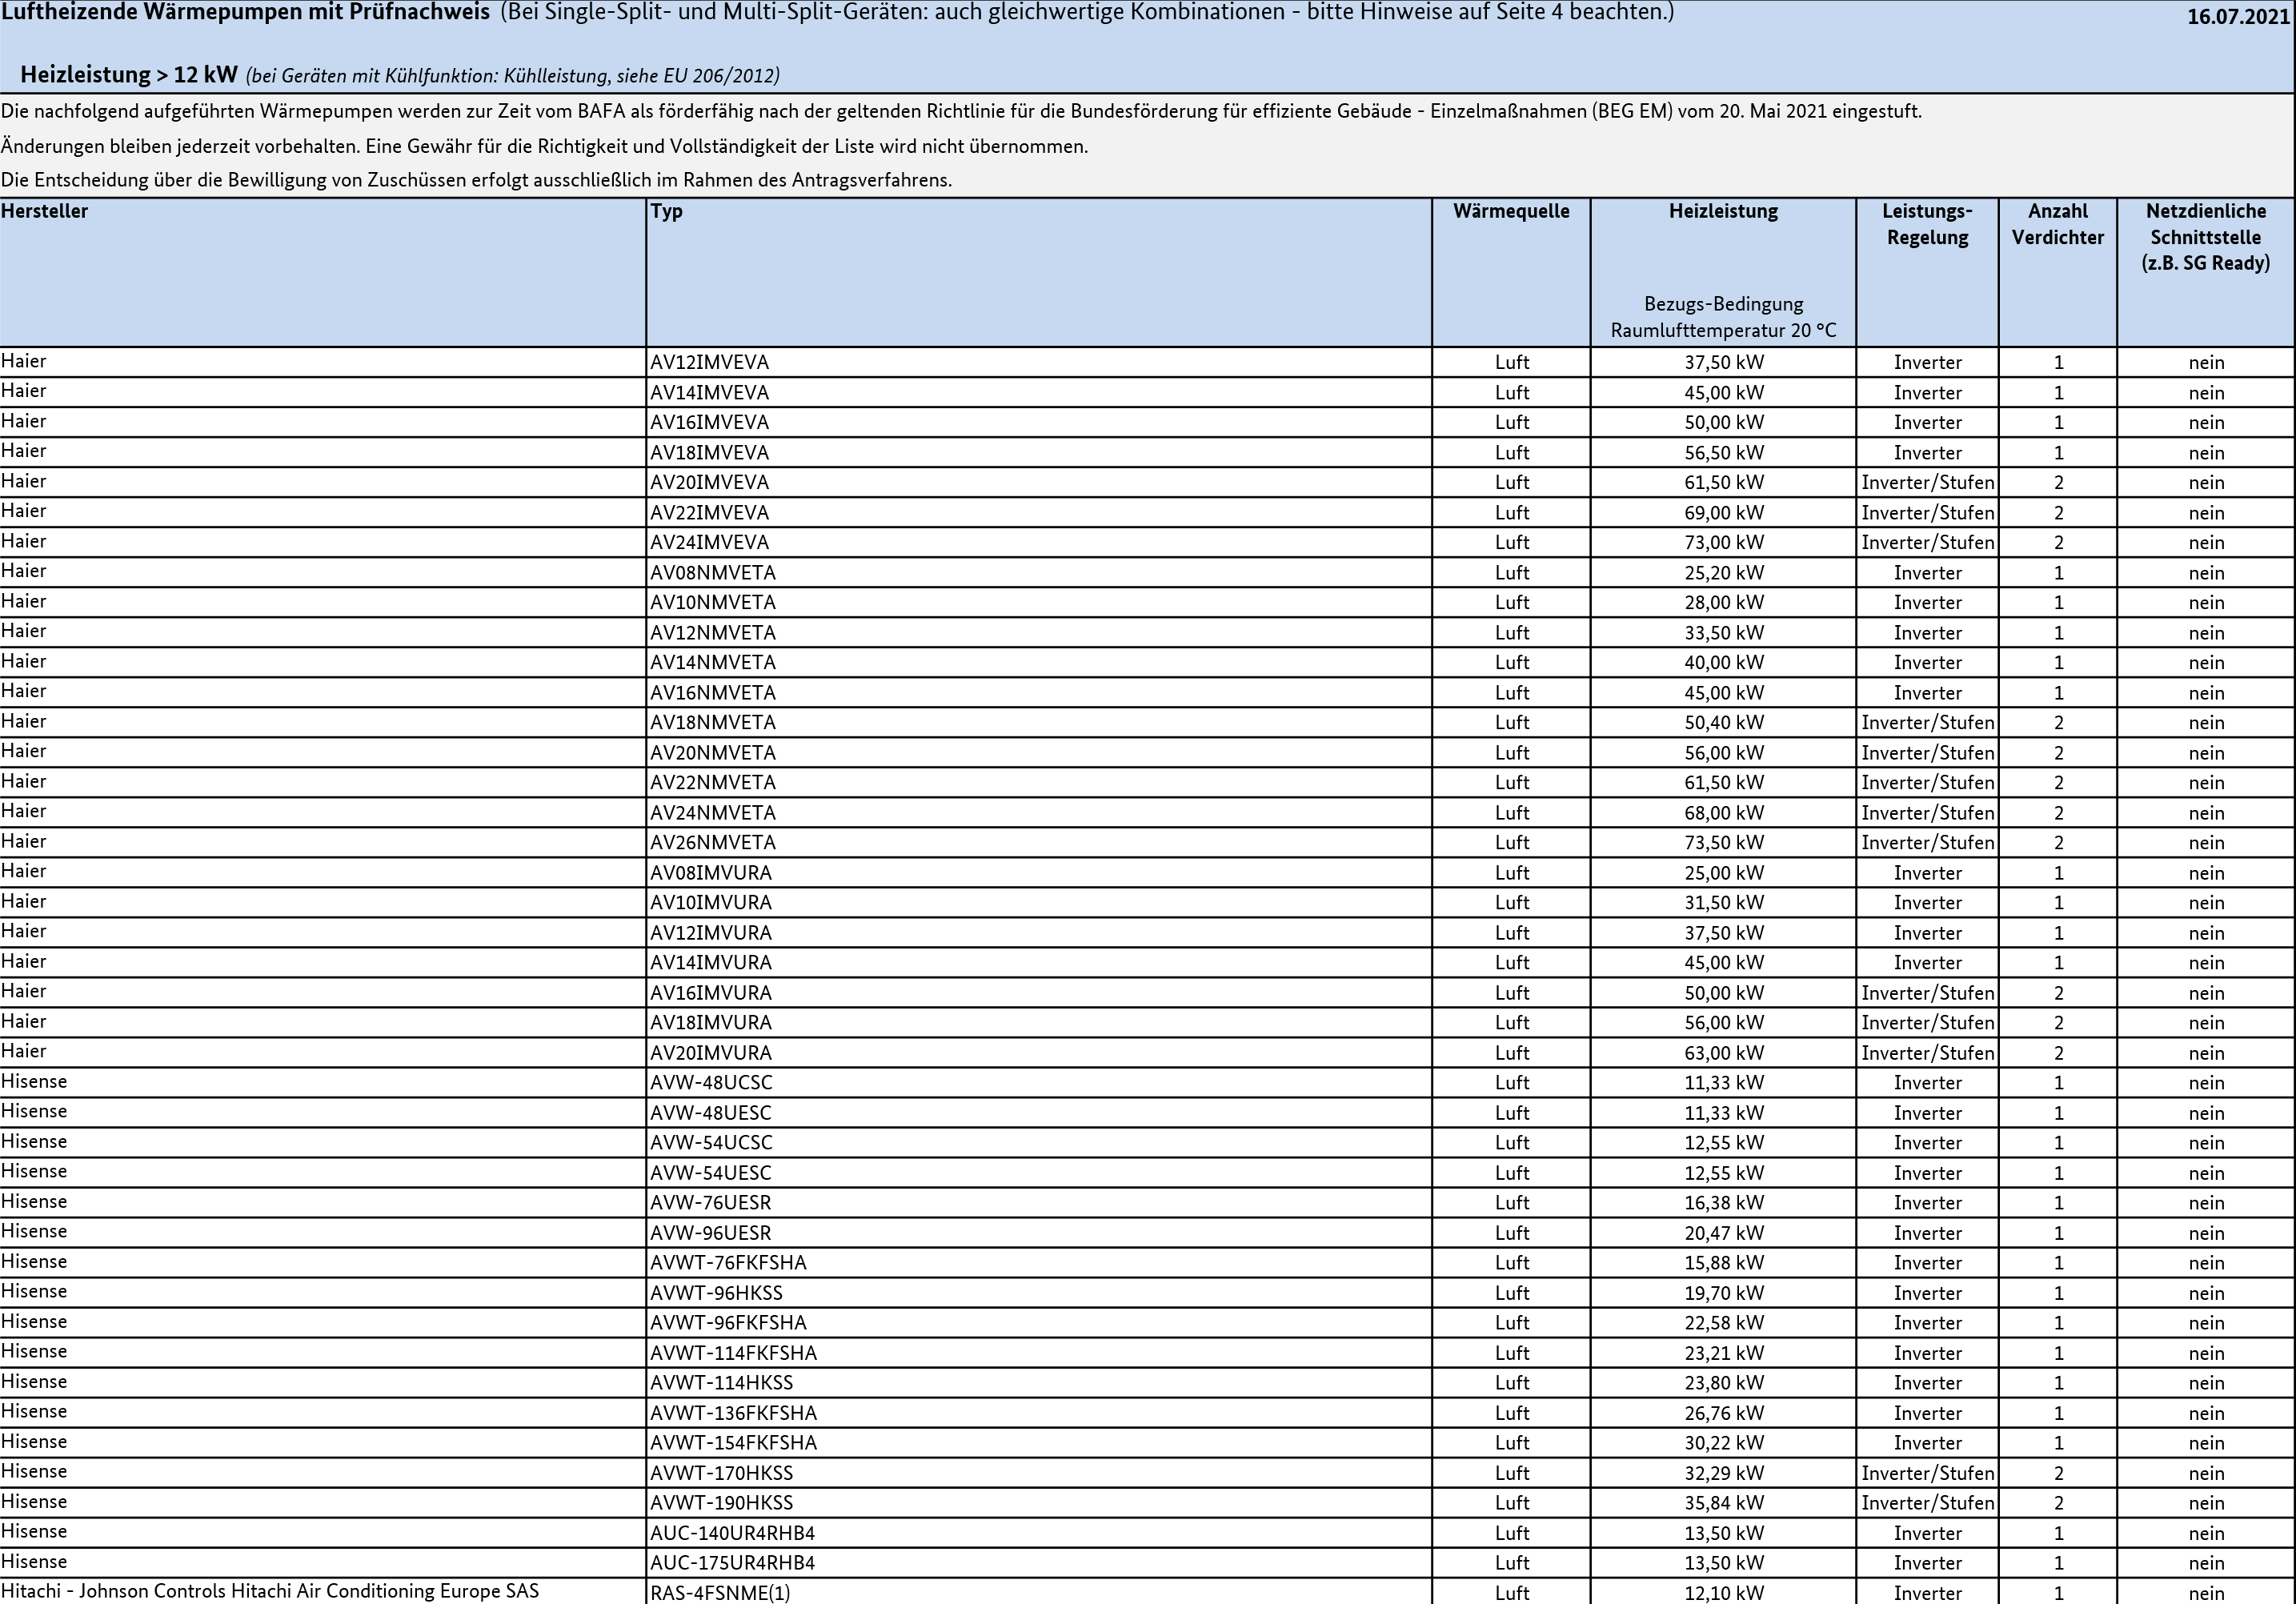 Luftheizende Wärmepumpen mit Prüfnachweis (Bei Single-Split- und Multi-Split-Geräten: auch gleichwertige Kombinationen - bitte Hinweise auf Seite 4 beachten.) 16.07.2021
Heizleistung > 12 kW (bei Geräten mit Kühlfunktion: Kühlleistung, siehe EU 206/2012)
Die nachfolgend aufgeführten Wärmepumpen werden zur Zeit vom BAFA als förderfähig nach der geltenden Richtlinie für die Bundesförderung für effiziente Gebäude - Einzelmaßnahmen (BEG EM) vom 20. Mai 2021 eingestuft.
Änderungen bleiben jederzeit vorbehalten. Eine Gewähr für die Richtigkeit und Vollständigkeit der Liste wird nicht übernommen.
Die Entscheidung über die Bewilligung von Zuschüssen erfolgt ausschließlich im Rahmen des Antragsverfahrens.
Hersteller Typ Wärmequelle Heizleistung Leistungs- Anzahl Netzdienliche
Regelung Verdichter Schnittstelle
(z.B. SG Ready)
Bezugs-Bedingung
Raumlufttemperatur 20 °C
Haier AV12IMVEVA Luft 37,50 kW Inverter 1 nein
Haier AV14IMVEVA Luft 45,00 kW Inverter 1 nein
Haier AV16IMVEVA Luft 50,00 kW Inverter 1 nein
Haier AV18IMVEVA Luft 56,50 kW Inverter 1 nein
Haier AV20IMVEVA Luft 61,50 kW Inverter/Stufen 2 nein
Haier AV22IMVEVA Luft 69,00 kW Inverter/Stufen 2 nein
Haier AV24IMVEVA Luft 73,00 kW Inverter/Stufen 2 nein
Haier AV08NMVETA Luft 25,20 kW Inverter 1 nein
Haier AV10NMVETA Luft 28,00 kW Inverter 1 nein
Haier AV12NMVETA Luft 33,50 kW Inverter 1 nein
Haier AV14NMVETA Luft 40,00 kW Inverter 1 nein
Haier AV16NMVETA Luft 45,00 kW Inverter 1 nein
Haier AV18NMVETA Luft 50,40 kW Inverter/Stufen 2 nein
Haier AV20NMVETA Luft 56,00 kW Inverter/Stufen 2 nein
Haier AV22NMVETA Luft 61,50 kW Inverter/Stufen 2 nein
Haier AV24NMVETA Luft 68,00 kW Inverter/Stufen 2 nein
Haier AV26NMVETA Luft 73,50 kW Inverter/Stufen 2 nein
Haier AV08IMVURA Luft 25,00 kW Inverter 1 nein
Haier AV10IMVURA Luft 31,50 kW Inverter 1 nein
Haier AV12IMVURA Luft 37,50 kW Inverter 1 nein
Haier AV14IMVURA Luft 45,00 kW Inverter 1 nein
Haier AV16IMVURA Luft 50,00 kW Inverter/Stufen 2 nein
Haier AV18IMVURA Luft 56,00 kW Inverter/Stufen 2 nein
Haier AV20IMVURA Luft 63,00 kW Inverter/Stufen 2 nein
Hisense AVW-48UCSC Luft 11,33 kW Inverter 1 nein
Hisense AVW-48UESC Luft 11,33 kW Inverter 1 nein
Hisense AVW-54UCSC Luft 12,55 kW Inverter 1 nein
Hisense AVW-54UESC Luft 12,55 kW Inverter 1 nein
Hisense AVW-76UESR Luft 16,38 kW Inverter 1 nein
Hisense AVW-96UESR Luft 20,47 kW Inverter 1 nein
Hisense AVWT-76FKFSHA Luft 15,88 kW Inverter 1 nein
Hisense AVWT-96HKSS Luft 19,70 kW Inverter 1 nein
Hisense AVWT-96FKFSHA Luft 22,58 kW Inverter 1 nein
Hisense AVWT-114FKFSHA Luft 23,21 kW Inverter 1 nein
Hisense AVWT-114HKSS Luft 23,80 kW Inverter 1 nein
Hisense AVWT-136FKFSHA Luft 26,76 kW Inverter 1 nein
Hisense AVWT-154FKFSHA Luft 30,22 kW Inverter 1 nein
Hisense AVWT-170HKSS Luft 32,29 kW Inverter/Stufen 2 nein
Hisense AVWT-190HKSS Luft 35,84 kW Inverter/Stufen 2 nein
Hisense AUC-140UR4RHB4 Luft 13,50 kW Inverter 1 nein
Hisense AUC-175UR4RHB4 Luft 13,50 kW Inverter 1 nein
Hitachi - Johnson Controls Hitachi Air Conditioning Europe SAS RAS-4FSNME(1) Luft 12,10 kW Inverter 1 nein